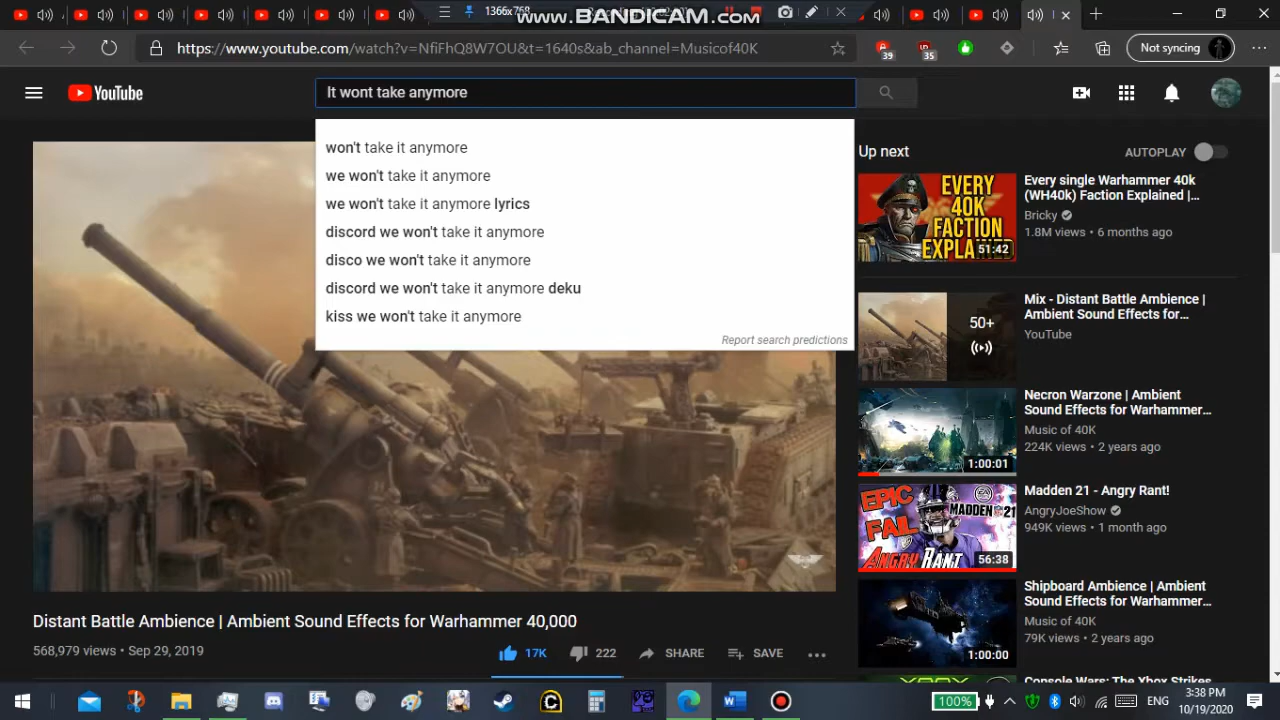 1366x768
www.BANDICAM.com
https://www.youtube.com/watch?v=NfiFhQ8W7OU&t=1640s&ab_channel=Musicof40K
39
35
Not syncing
YouTube
It wont take anymore
won't take it anymore
we won't take it anymore
we won't take it anymore lyrics
discord we won't take it anymore
disco we won't take it anymore
discord we won't take it anymore deku
kiss we won't take it anymore
Report search predictions
Distant Battle Ambience | Ambient Sound Effects for Warhammer 40,000
568,979 views • Sep 29, 2019
17K
222
SHARE
SAVE
Up next
AUTOPLAY
EVERY
40K
FACTION
EXPLAINED
51:42
Every single Warhammer 40k
(WH40k) Faction Explained |...
Bricky
1.8M views • 6 months ago
50+
Mix - Distant Battle Ambience |
Ambient Sound Effects for...
YouTube
1:00:01
Necron Warzone | Ambient
Sound Effects for Warhammer...
Music of 40K
224K views • 2 years ago
EPIC
FAIL
MADDEN 21
ANGRY RANT
56:38
Madden 21 - Angry Rant!
AngryJoeShow
949K views • 1 month ago
1:00:00
Shipboard Ambience | Ambient
Sound Effects for Warhammer...
Music of 40K
79K views • 2 years ago
Console Wars: The Xbox Strikes
100%
ENG
3:38 PM
10/19/2020